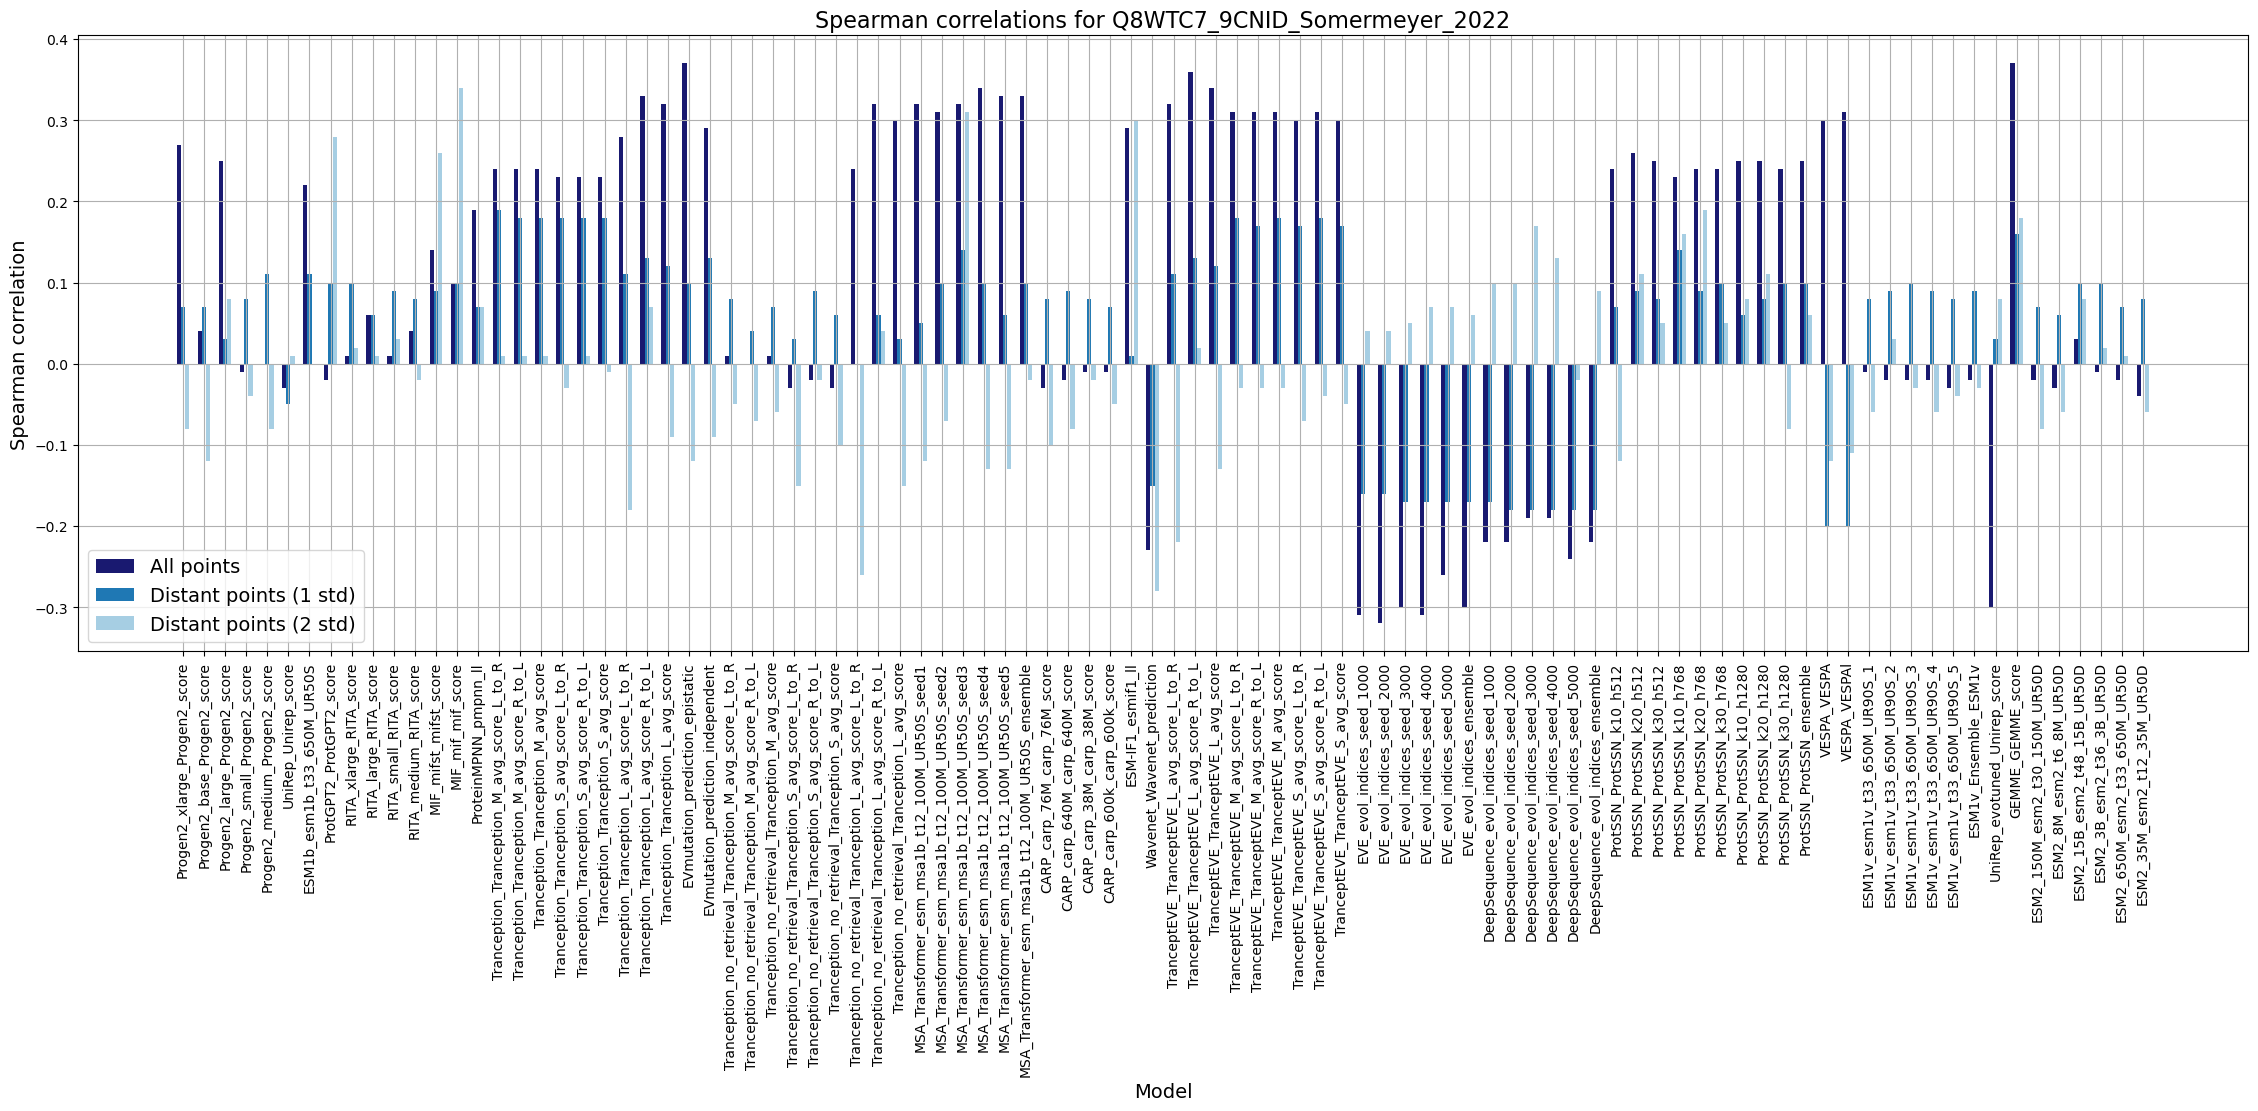 Spearman correlations for Q8WTC7_9CNID_Somermeyer_2022
Spearman correlation
0.4
0.3
0.2
0.1
0.0
−0.1
−0.2
−0.3
All points
Distant points (1 std)
Distant points (2 std)
Progen2_xlarge_Progen2_score
Progen2_base_Progen2_score
Progen2_large_Progen2_score
Progen2_small_Progen2_score
Progen2_medium_Progen2_score
UniRep_Unirep_score
ESM1b_esm1b_t33_650M_UR50S
ProtGPT2_ProtGPT2_score
RITA_xlarge_RITA_score
RITA_large_RITA_score
RITA_small_RITA_score
RITA_medium_RITA_score
MIF_mifst_mifst_score
MIF_mif_mif_score
ProteinMPNN_pmpnn_ll
Tranception_Tranception_M_avg_score_L_to_R
Tranception_Tranception_M_avg_score_R_to_L
Tranception_Tranception_M_avg_score
Tranception_Tranception_S_avg_score_L_to_R
Tranception_Tranception_S_avg_score_R_to_L
Tranception_Tranception_S_avg_score
Tranception_Tranception_L_avg_score_L_to_R
Tranception_Tranception_L_avg_score_R_to_L
Tranception_Tranception_L_avg_score
EVmutation_prediction_epistatic
EVmutation_prediction_independent
Tranception_no_retrieval_Tranception_M_avg_score_L_to_R
Tranception_no_retrieval_Tranception_M_avg_score_R_to_L
Tranception_no_retrieval_Tranception_M_avg_score
Tranception_no_retrieval_Tranception_S_avg_score_L_to_R
Tranception_no_retrieval_Tranception_S_avg_score_R_to_L
Tranception_no_retrieval_Tranception_S_avg_score
Tranception_no_retrieval_Tranception_L_avg_score_L_to_R
Tranception_no_retrieval_Tranception_L_avg_score_R_to_L
Tranception_no_retrieval_Tranception_L_avg_score
MSA_Transformer_esm_msa1b_t12_100M_UR50S_seed1
MSA_Transformer_esm_msa1b_t12_100M_UR50S_seed2
MSA_Transformer_esm_msa1b_t12_100M_UR50S_seed3
MSA_Transformer_esm_msa1b_t12_100M_UR50S_seed4
MSA_Transformer_esm_msa1b_t12_100M_UR50S_seed5
MSA_Transformer_esm_msa1b_t12_100M_UR50S_ensemble
CARP_carp_76M_carp_76M_score
CARP_carp_640M_carp_640M_score
CARP_carp_38M_carp_38M_score
CARP_carp_600k_carp_600k_score
ESM-IF1_esmif1_ll
Wavenet_Wavenet_prediction
TranceptEVE_TranceptEVE_L_avg_score_L_to_R
TranceptEVE_TranceptEVE_L_avg_score_R_to_L
TranceptEVE_TranceptEVE_L_avg_score
TranceptEVE_TranceptEVE_M_avg_score_L_to_R
TranceptEVE_TranceptEVE_M_avg_score_R_to_L
TranceptEVE_TranceptEVE_M_avg_score
TranceptEVE_TranceptEVE_S_avg_score_L_to_R
TranceptEVE_TranceptEVE_S_avg_score_R_to_L
TranceptEVE_TranceptEVE_S_avg_score
EVE_evol_indices_seed_1000
EVE_evol_indices_seed_2000
EVE_evol_indices_seed_3000
EVE_evol_indices_seed_4000
EVE_evol_indices_seed_5000
EVE_evol_indices_ensemble
DeepSequence_evol_indices_seed_1000
DeepSequence_evol_indices_seed_2000
DeepSequence_evol_indices_seed_3000
DeepSequence_evol_indices_seed_4000
DeepSequence_evol_indices_seed_5000
DeepSequence_evol_indices_ensemble
ProtSSN_ProtSSN_k10_h512
ProtSSN_ProtSSN_k20_h512
ProtSSN_ProtSSN_k30_h512
ProtSSN_ProtSSN_k10_h768
ProtSSN_ProtSSN_k20_h768
ProtSSN_ProtSSN_k30_h768
ProtSSN_ProtSSN_k10_h1280
ProtSSN_ProtSSN_k20_h1280
ProtSSN_ProtSSN_k30_h1280
ProtSSN_ProtSSN_ensemble
VESPA_VESPA
VESPA_VESPAl
ESM1v_esm1v_t33_650M_UR90S_1
ESM1v_esm1v_t33_650M_UR90S_2
ESM1v_esm1v_t33_650M_UR90S_3
ESM1v_esm1v_t33_650M_UR90S_4
ESM1v_esm1v_t33_650M_UR90S_5
ESM1v_Ensemble_ESM1v
UniRep_evotuned_Unirep_score
GEMME_GEMME_score
ESM2_150M_esm2_t30_150M_UR50D
ESM2_8M_esm2_t6_8M_UR50D
ESM2_15B_esm2_t48_15B_UR50D
ESM2_3B_esm2_t36_3B_UR50D
ESM2_650M_esm2_t33_650M_UR50D
ESM2_35M_esm2_t12_35M_UR50D
Model